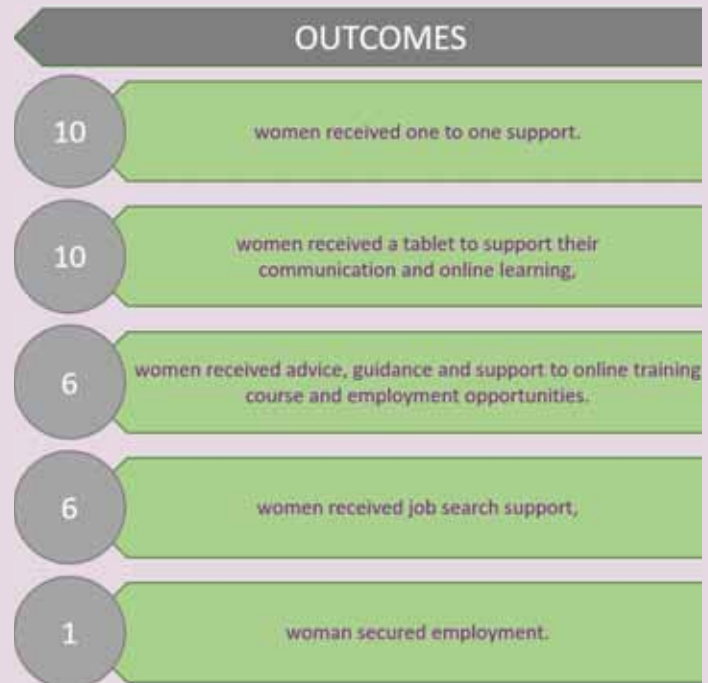 OUTCOMES
10
women received one to one support.
10
women received a tablet to support their
communication and online learning,
6
women received advice, guidance and support to online training
course and employment opportunities.
6
women received job search support,
1
woman secured employment.